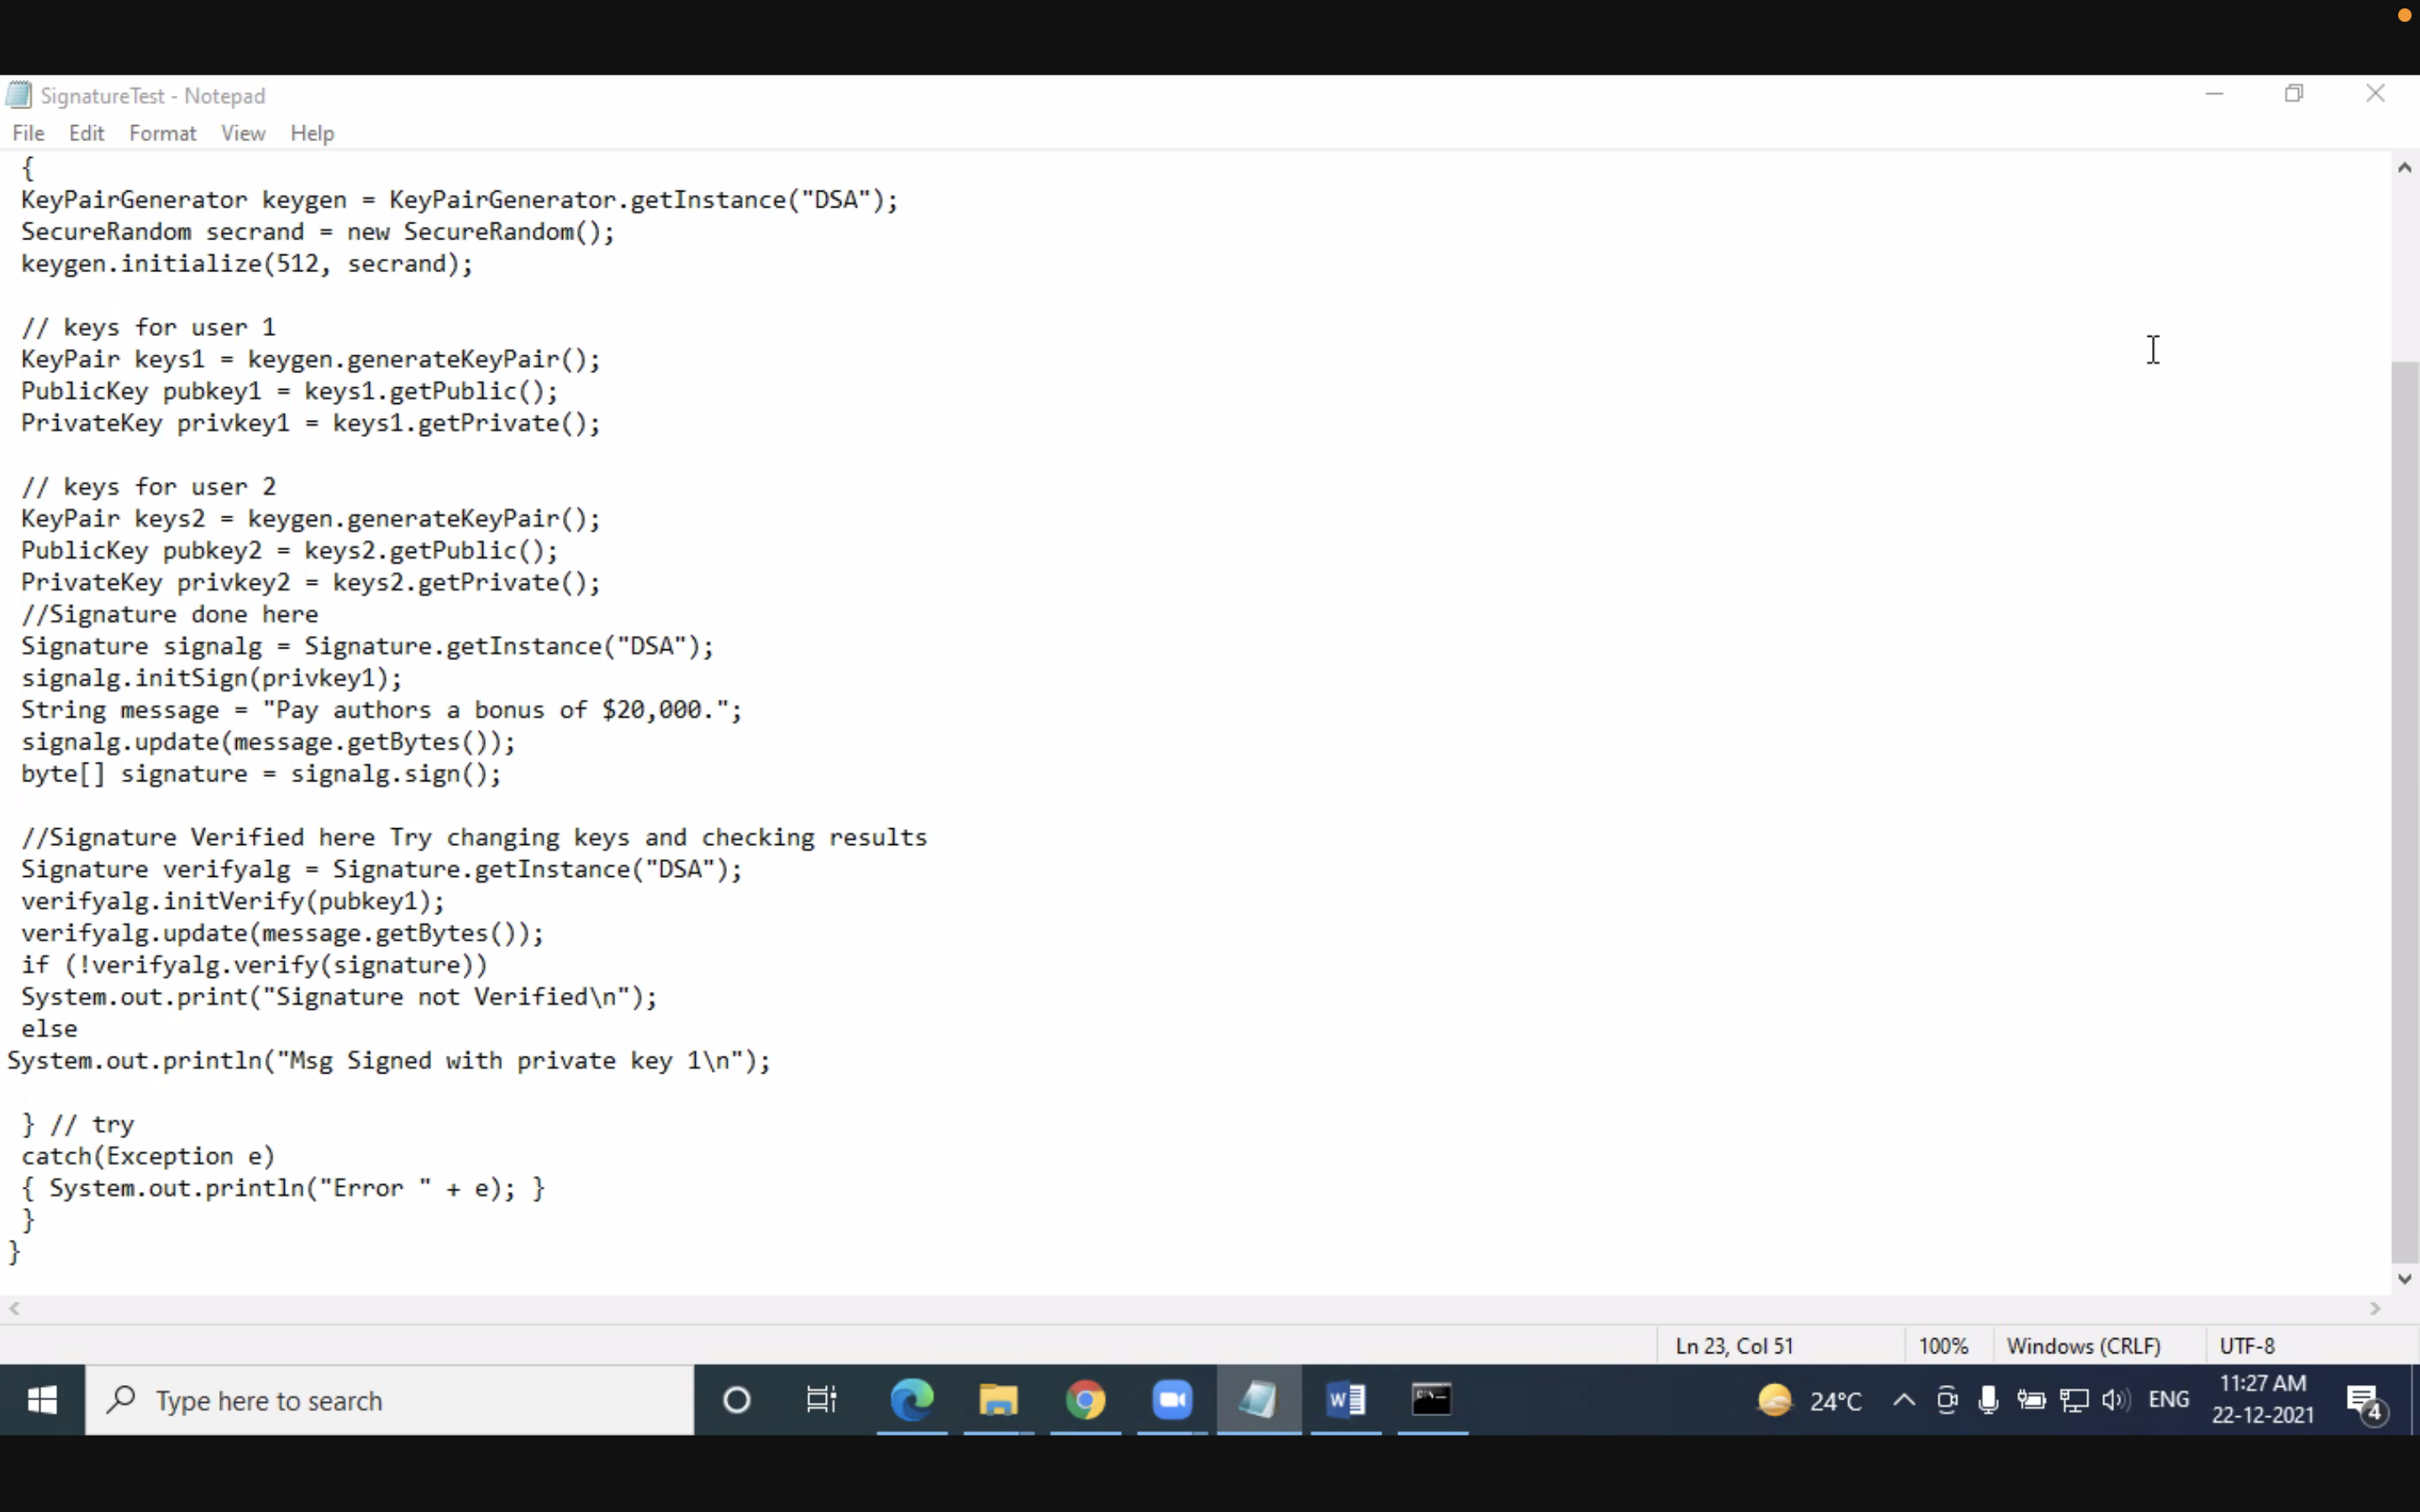 SignatureTest - Notepad
File Edit Format View Help
{
KeyPairGenerator keygen = KeyPairGenerator.getInstance("DSA");
SecureRandom secrand = new SecureRandom();
keygen.initialize(512, secrand);
// keys for user 1
KeyPair keys1 = keygen.generateKeyPair();
PublicKey pubkey1 = keys1.getPublic();
PrivateKey privkey1 = keys1.getPrivate();
// keys for user 2
KeyPair keys2 = keygen.generateKeyPair();
PublicKey pubkey2 = keys2.getPublic();
PrivateKey privkey2 = keys2.getPrivate();
//Signature done here
Signature signalg = Signature.getInstance("DSA");
signalg.initSign(privkey1);
String message = "Pay authors a bonus of $20,000.";
signalg.update(message.getBytes());
byte[] signature = signalg.sign();
//Signature Verified here Try changing keys and checking results
Signature verifyalg = Signature.getInstance("DSA");
verifyalg.initVerify(pubkey1);
verifyalg.update(message.getBytes());
if (!verifyalg.verify(signature))
System.out.print("Signature not Verified\n");
else
System.out.println("Msg Signed with private key 1\n");
} // try
catch(Exception e)
{ System.out.println("Error " + e); }
}
}
Ln 23, Col 51 100% Windows (CRLF) UTF-8
Type here to search
24°C ENG
11:27 AM
22-12-2021
4